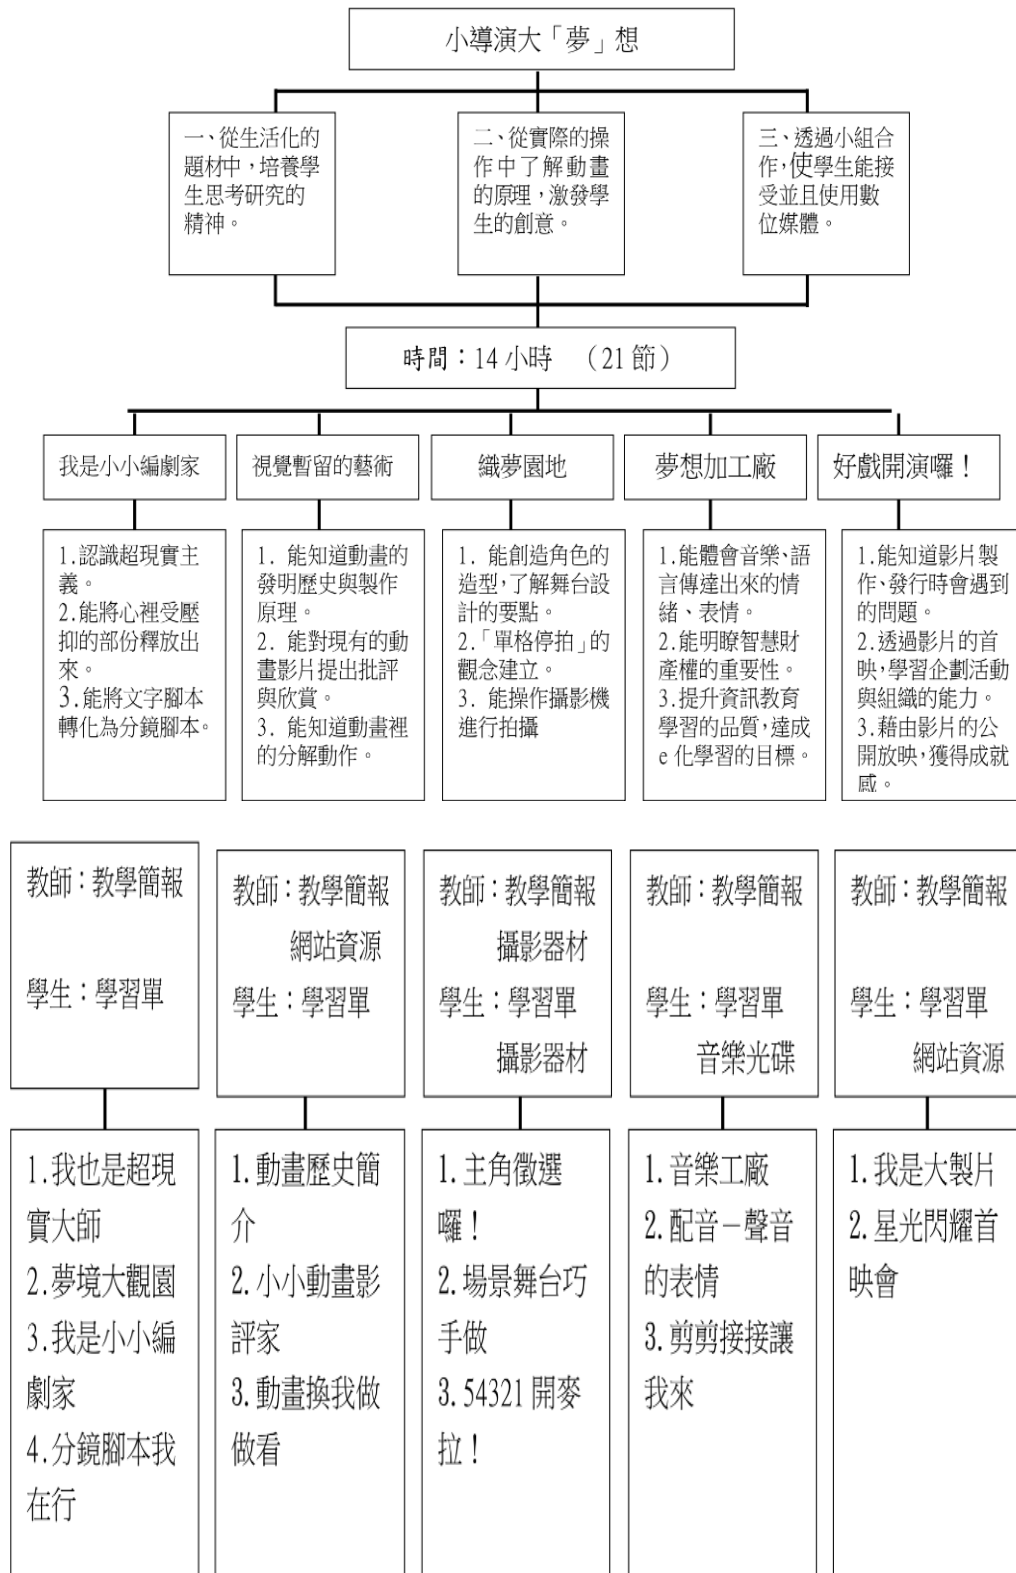 小導演大「夢」想
一、從生活化的
題材中，培養學
生思考研究的
精神。
二、從實際的操
作中了解動畫
的原理，激發學
生的創意。
三、透過小組合
作，使學生能接
受並且使用數
位媒體。
時間：14 小時　（21 節）
我是小小編劇家
視覺暫留的藝術
織夢園地
夢想加工廠
好戲開演囉！
1.認識超現實主
義。
2.能將心裡受壓
抑的部份釋放出
來。
3.能將文字腳本
轉化為分鏡腳本。
1. 能知道動畫的
發明歷史與製作
原理。
2. 能對現有的動
畫影片提出批評
與欣賞。
3. 能知道動畫裡
的分解動作。
1. 能創造角色的
造型，了解舞台設
計的要點。
2.「單格停拍」的
觀念建立。
3. 能操作攝影機
進行拍攝
1.能體會音樂、語
言傳達出來的情
緒、表情。
2.能明瞭智慧財
產權的重要性。
3.提升資訊教育
學習的品質，達成
e 化學習的目標。
1.能知道影片製
作、發行時會遇到
的問題。
2.透過影片的首
映，學習企劃活動
與組織的能力。
3.藉由影片的公
開放映，獲得成就
感。
教師：教學簡報
學生：學習單
教師：教學簡報
網站資源
學生：學習單
教師：教學簡報
攝影器材
學生：學習單
攝影器材
教師：教學簡報
學生：學習單
音樂光碟
教師：教學簡報
學生：學習單
網站資源
1.我也是超現
實大師
2.夢境大觀園
3.我是小小編
劇家
4.分鏡腳本我
在行
1.動畫歷史簡
介
2.小小動畫影
評家
3.動畫換我做
做看
1.主角徵選
囉！
2.場景舞台巧
手做
3.54321 開麥
拉！
1.音樂工廠
2.配音－聲音
的表情
3.剪剪接接讓
我來
1.我是大製片
2.星光閃耀首
映會